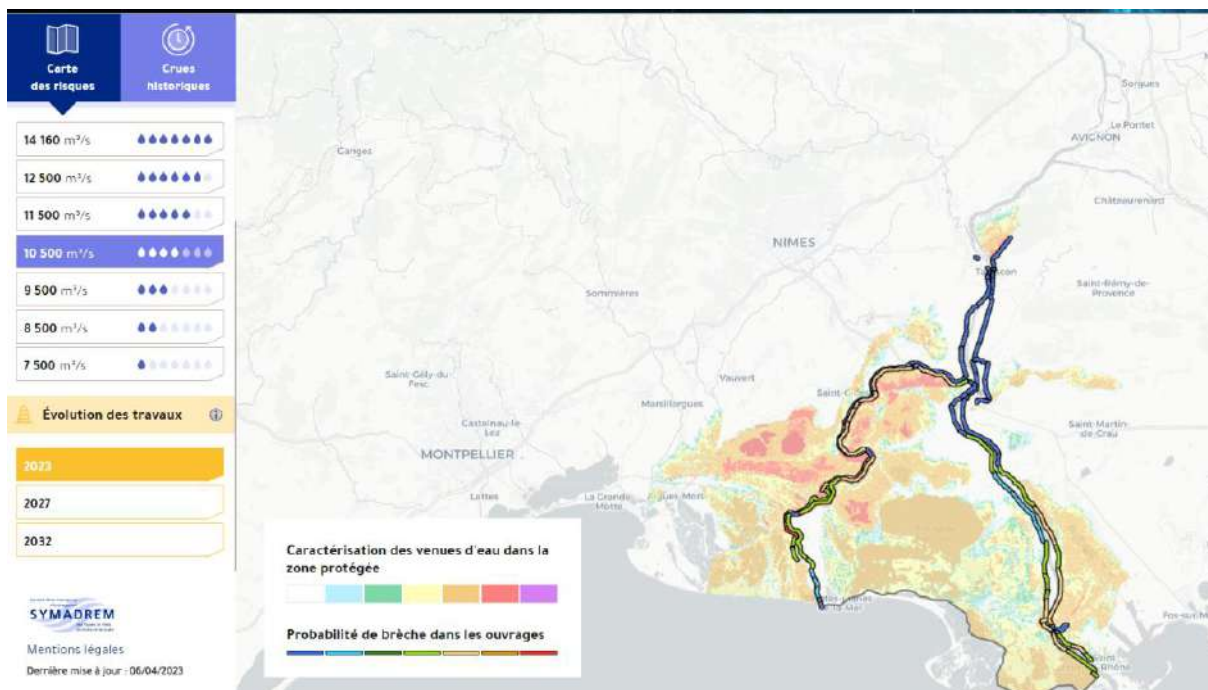 Carte
des risques
Crues
historiques
14 160 m³/s
12 500 m³/s
11 500 m³/s
10 500 m³/s
9 500 m³/s
8 500 m³/s
7 500 m³/s
Évolution des travaux
2023
2027
2032
SYMADREM
Mentions légales
Dernière mise à jour : 06/04/2023
Caractérisation des venues d'eau dans la
zone protégée
Probabilité de brèche dans les ouvrages
Sorgues
Le Pontet
AVIGNON
Ganges
Châteaurenard
NIMES
Saint-Rémy-de-
Provence
Sommières
Saint-Gély-du-
Fesc
Vauvert
Marsillargues
Castelnau-le-
Lez
Saint-Martin
de-Crau
MONTPELLIER
Lattes
La Grande
Motte